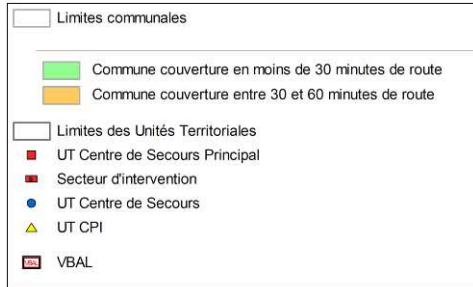 Limites communales
Commune couverture en moins de 30 minutes de route
Commune couverture entre 30 et 60 minutes de route
Limites des Unités Territoriales
UT Centre de Secours Principal
Secteur d'intervention
UT Centre de Secours
UT CPI
VBAL VBAL